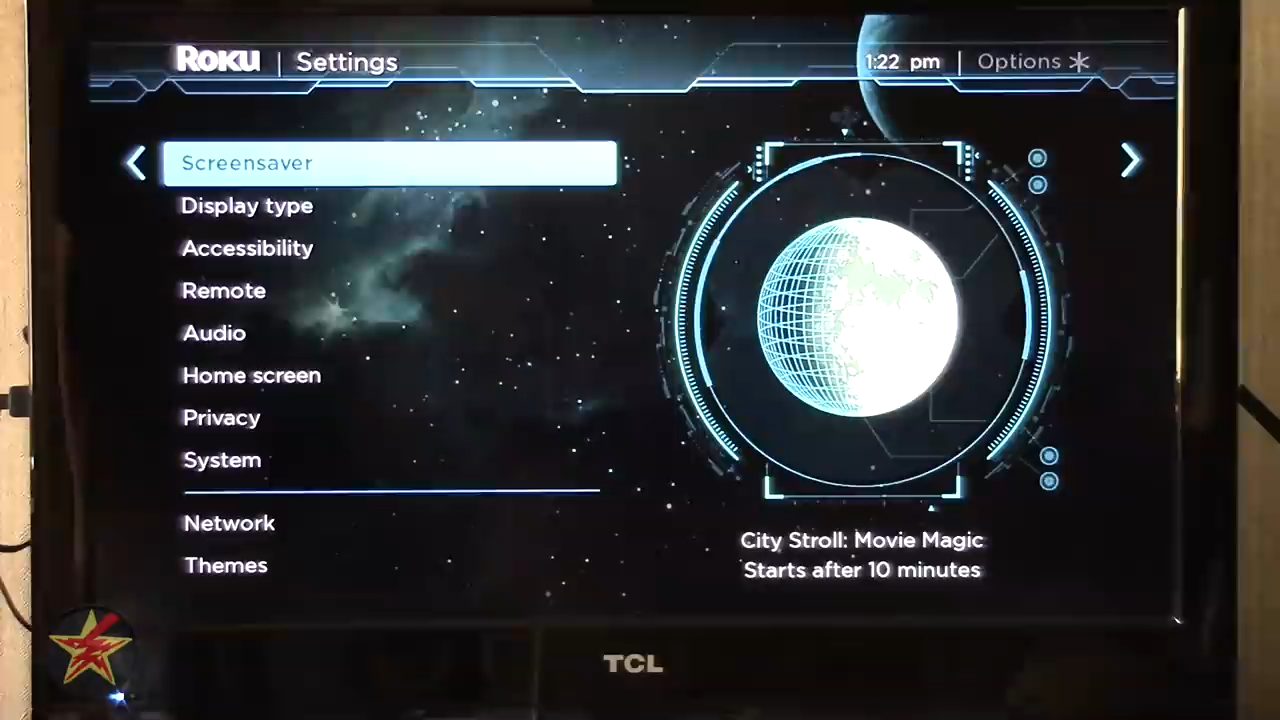 Roku | Settings
1:22 pm | Options
Screensaver
Display type
Accessibility
Remote
Audio
Home screen
Privacy
System
Network
Themes
City Stroll: Movie Magic
Starts after 10 minutes
TCL